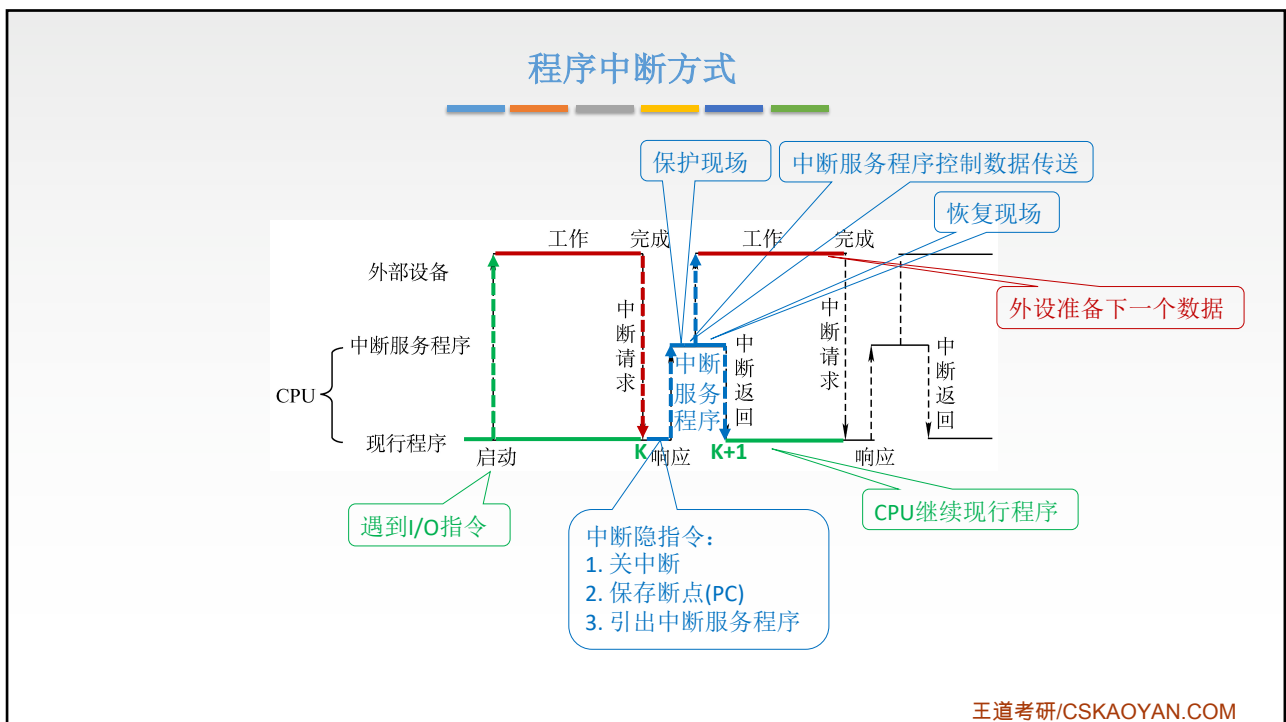 程序中断方式
保护现场
中断服务程序控制数据传送
恢复现场
工作
完成
工作
完成
外部设备
外设准备下一个数据
中断请求
中断请求
中断服务程序
中断服务程序
中断返回
中断返回
CPU
现行程序
启动
K
响应
K+1
响应
遇到I/O指令
CPU继续现行程序
中断隐指令：
1. 关中断
2. 保存断点(PC)
3. 引出中断服务程序
王道考研/CSKAOYAN.COM